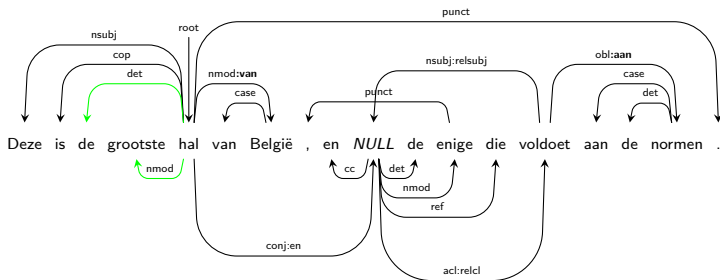 punct
root
nsubj
cop
nmod:van
nsubj:relsubj
obl:aan
det
case
punct
case
det
Deze is de grootste hal van België , en NULL de enige die voldoet aan de normen .
nmod
cc
det
nmod
ref
conj:en
acl:relcl